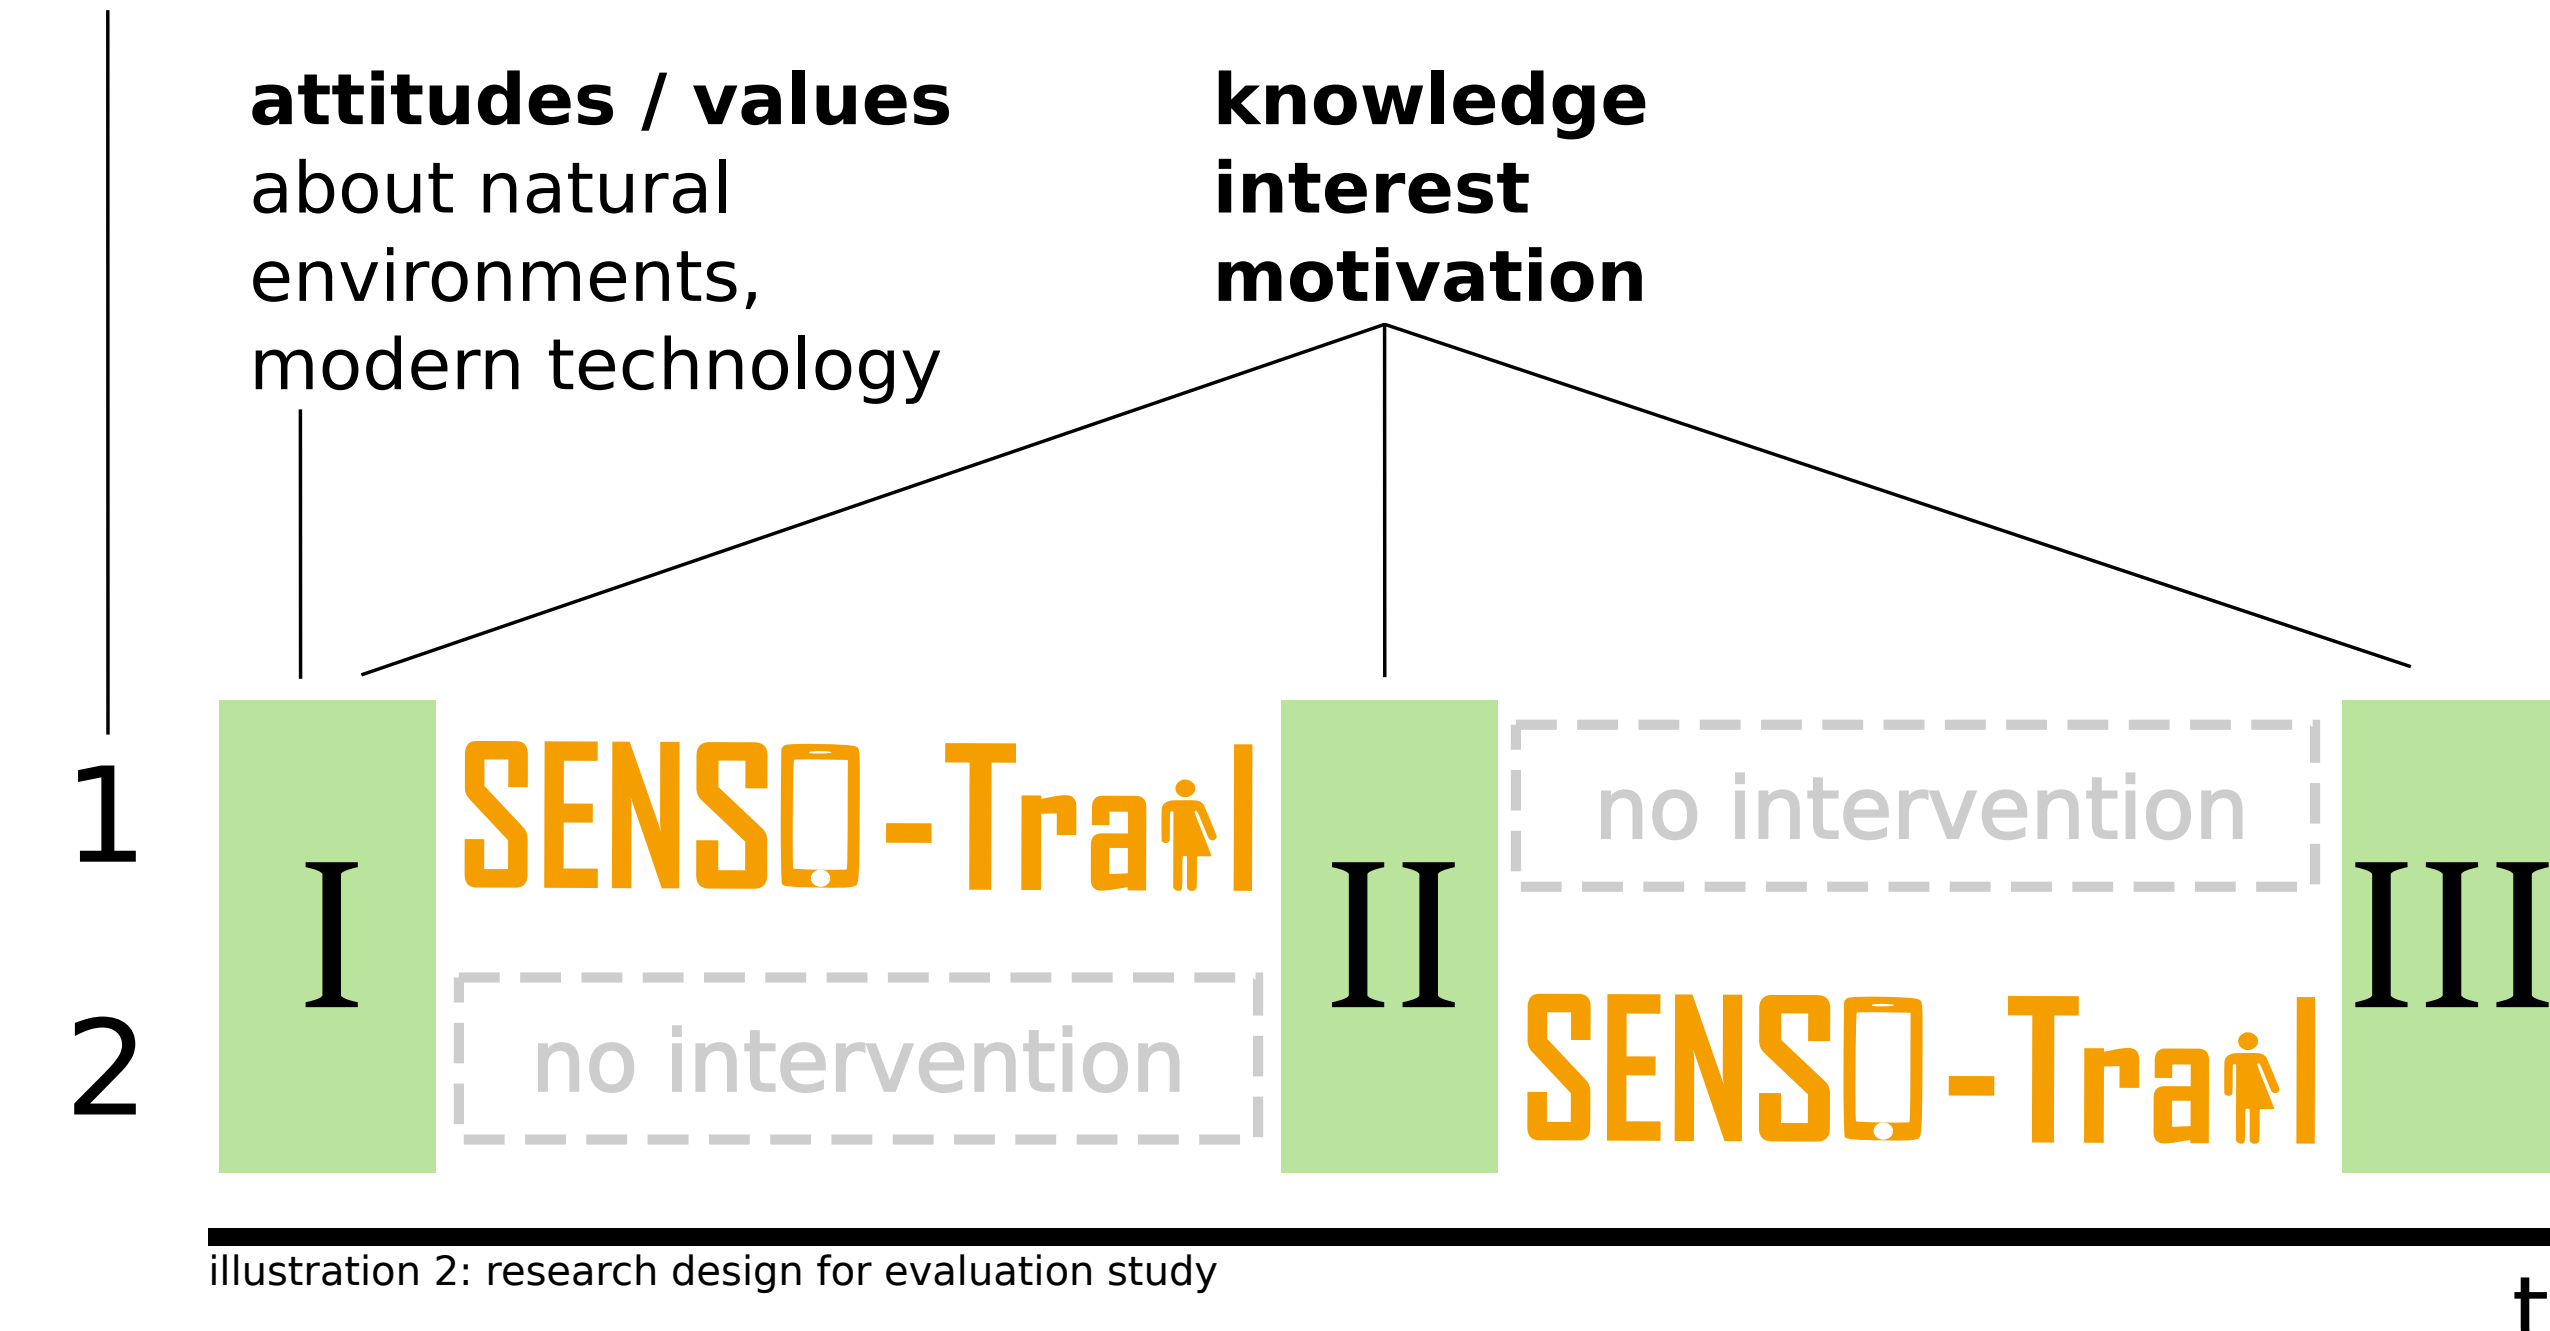 attitudes / values
about natural
environments,
modern technology
knowledge
interest
motivation
1
I
SENSO-Trail
II
no intervention
III
2
no intervention
SENSO-Trail
illustration 2: research design for evaluation study
t